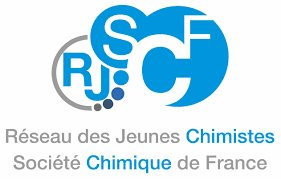 RJ SCF
Réseau des Jeunes Chimistes
Société Chimique de France